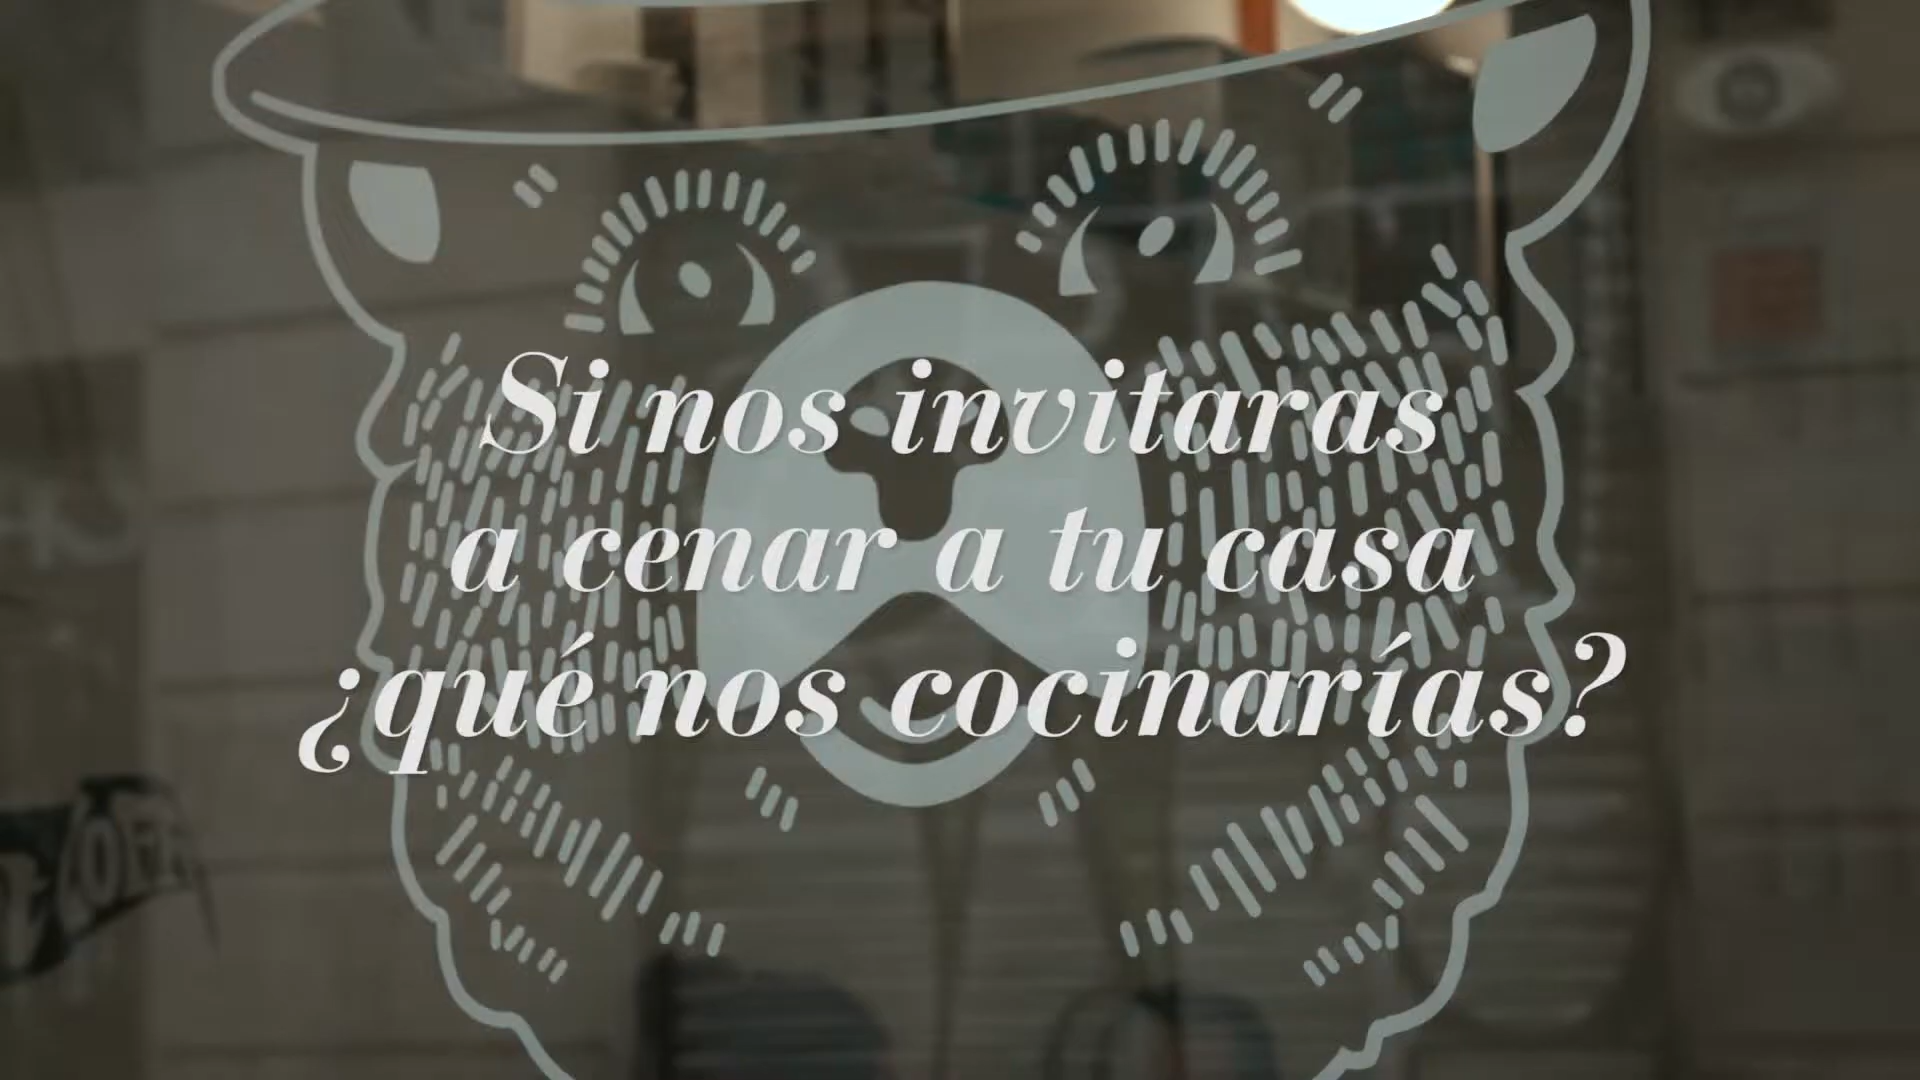 Si nos invitaras
a cenar a tu casa
¿qué nos cocinarías?